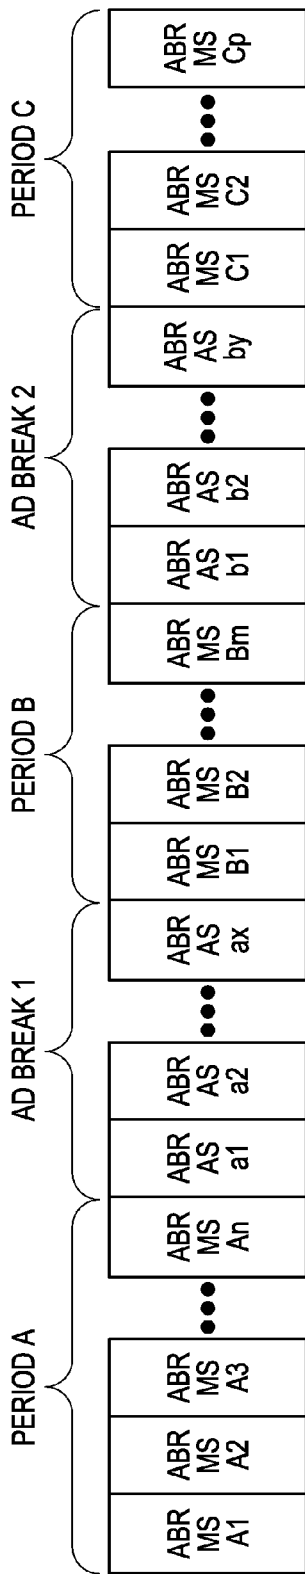 PERIOD A
AD BREAK 1
PERIOD B
AD BREAK 2
PERIOD C
ABR
MS
A1
ABR
MS
A2
ABR
MS
A3
ABR
MS
An
ABR
AS
a1
ABR
AS
a2
ABR
AS
ax
ABR
MS
B1
ABR
MS
B2
ABR
MS
Bm
ABR
AS
b1
ABR
AS
b2
ABR
AS
by
ABR
MS
C1
ABR
MS
C2
ABR
MS
Cp